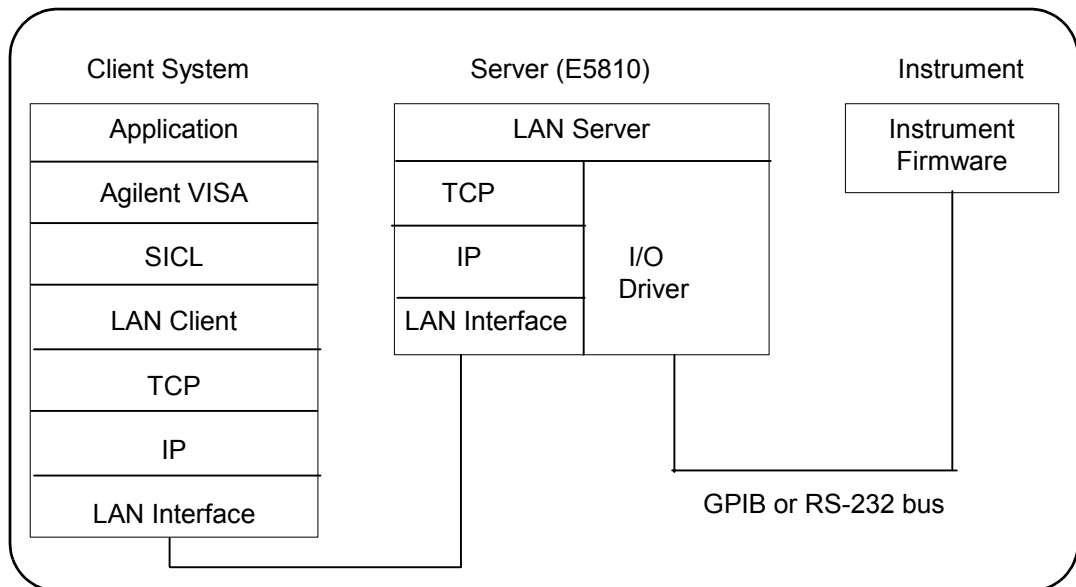 Client System
Server (E5810)
Instrument
Application
Agilent VISA
SICL
LAN Client
TCP
IP
LAN Interface
LAN Server
TCP
IP
LAN Interface
I/O
Driver
Instrument
Firmware
GPIB or RS-232 bus